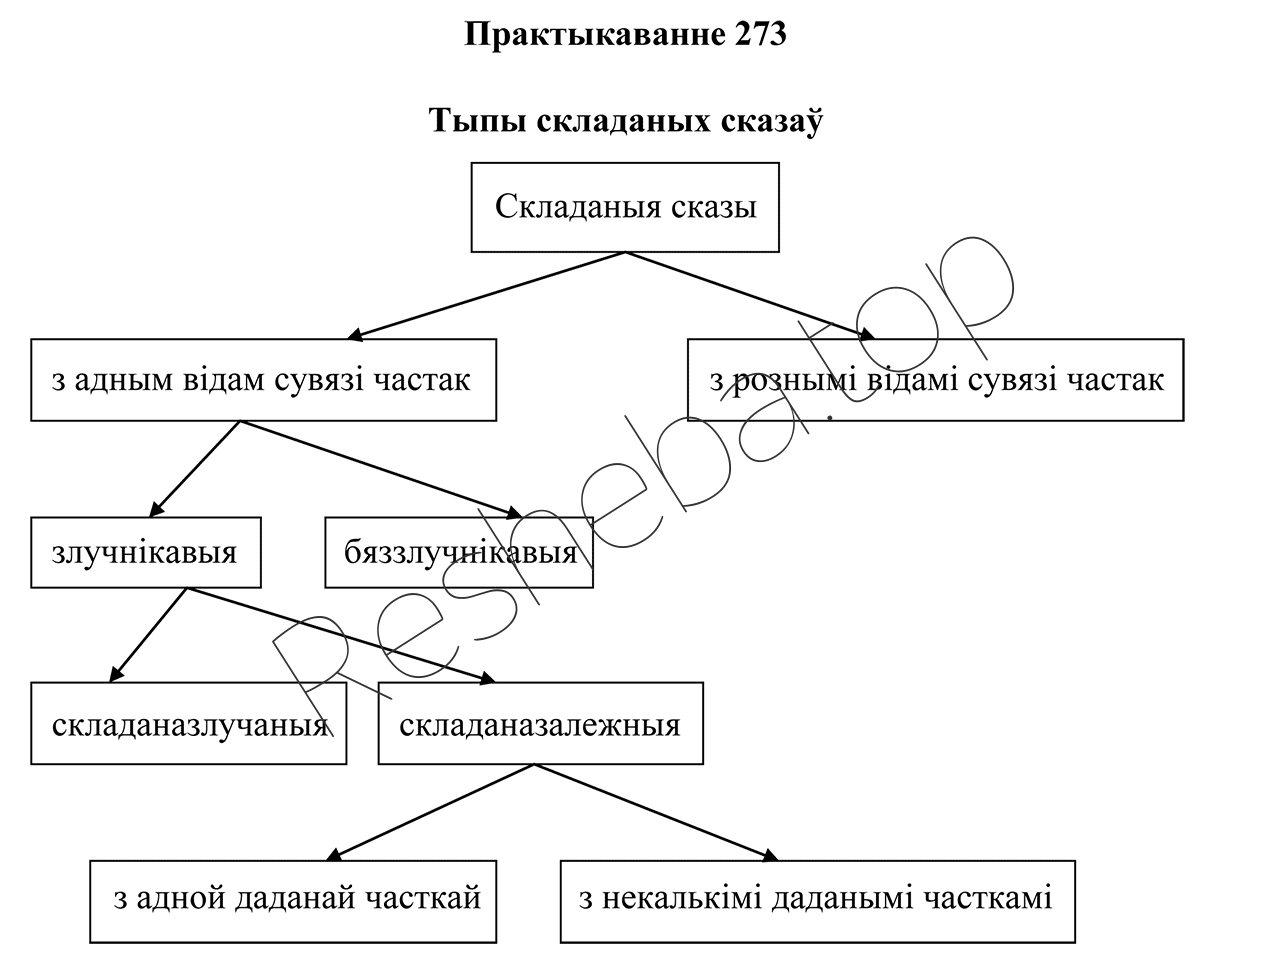 Практыкаванне 273
Тыпы складаных сказаў
Складаныя сказы
з адным відам сувязі частак
з рознымі відамі сувязі частак
злучнікавыя
бяззлучнікавыя
складаназлучаныя
складаназалежныя
з адной даданай часткай
з некалькімі даданымі часткамі
Resheba.top